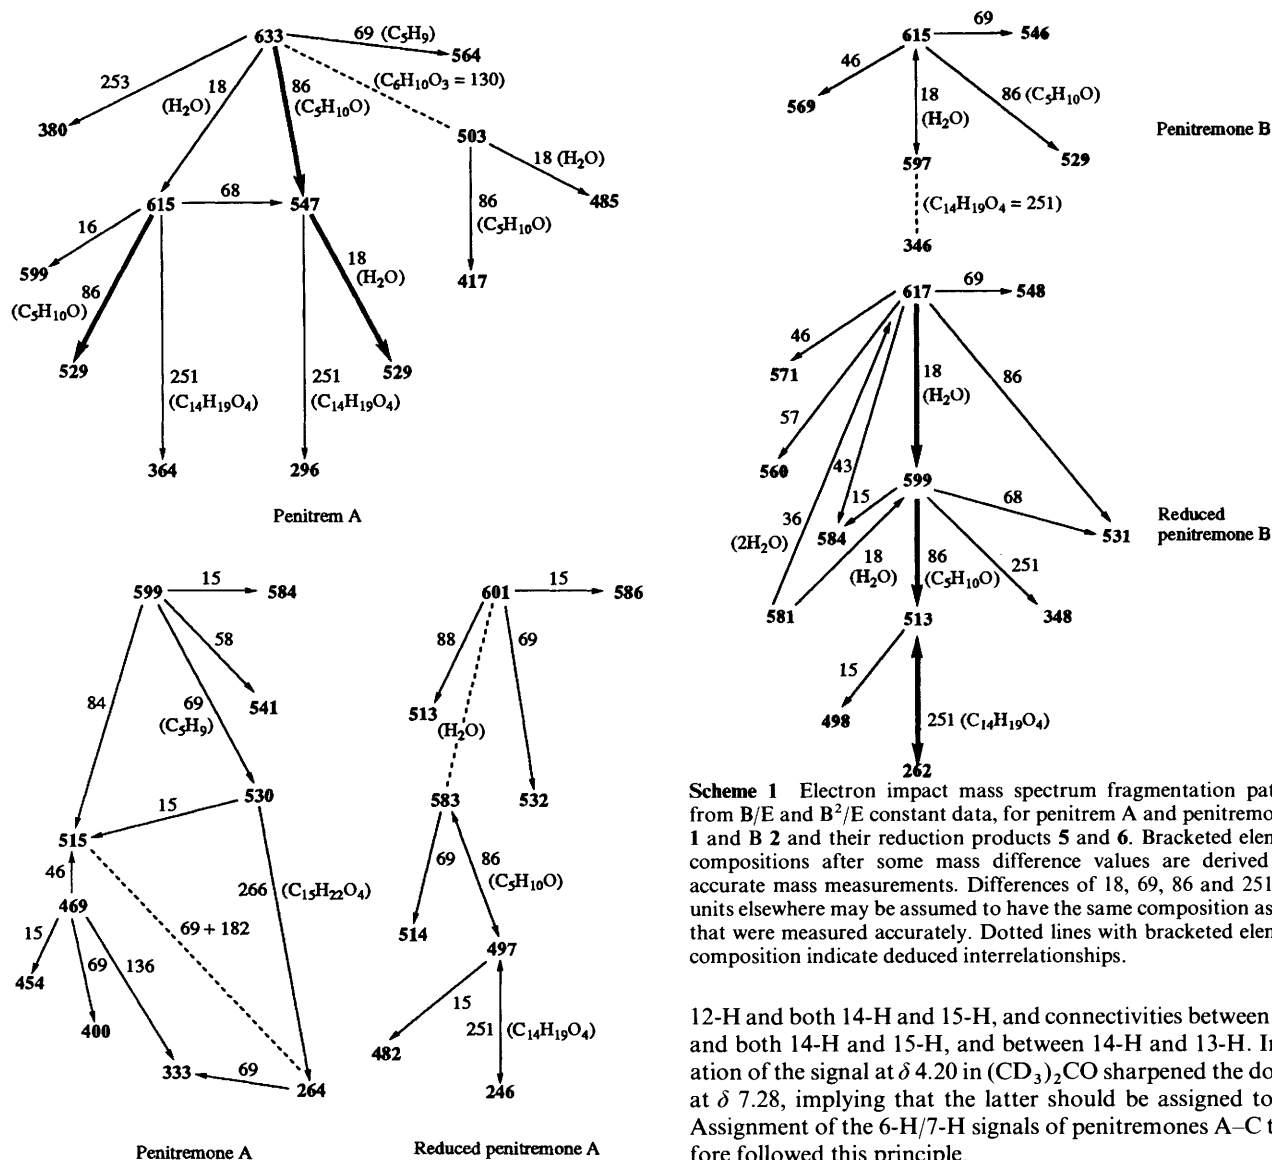 633
69 (C5H9)
564
253
18
(H2O)
86
(C5H10O)
(C6H10O3 = 130)
380
503
18 (H2O)
485
86
(C5H10O)
417
615
68
547
16
599
86
(C5H10O)
18
(H2O)
529
529
251
(C14H19O4)
251
(C14H19O4)
364
296
Penitrem A
615
69
546
46
569
18
(H2O)
86 (C5H10O)
529
Penitremone B
597
(C14H19O4 = 251)
346
617
69
548
46
571
57
560
18
(H2O)
86
43
599
15
36
(2H2O)
584
68
531
Reduced
penitremone B
18
(H2O)
86
(C5H10O)
251
581
513
348
15
498
251 (C14H19O4)
262
599
15
584
58
541
84
69
(C5H9)
530
15
515
46
469
266 (C15H22O4)
69 + 182
15
69
136
454
400
333
69
264
Penitremone A
601
15
586
88
69
513
(H2O)
583
532
69
86
(C5H10O)
514
497
15
482
251 (C14H19O4)
246
Reduced penitremone A
Scheme 1 Electron impact mass spectrum fragmentation
from B/E and B2/E constant data, for penitrem A and
1 and B 2 and their reduction products 5 and 6. Bracketed
compositions after some mass difference values are derived
accurate mass measurements. Differences of 18, 69, 86 and 251
units elsewhere may be assumed to have the same composition as
that were measured accurately. Dotted lines with bracketed
composition indicate deduced interrelationships.
12-H and both 14-H and 15-H, and connectivities between
and both 14-H and 15-H, and between 14-H and 13-H.
ation of the signal at δ 4.20 in (CD3)2CO sharpened the
at δ 7.28, implying that the latter should be assigned to
Assignment of the 6-H/7-H signals of penitremones A–C
fore followed this principle